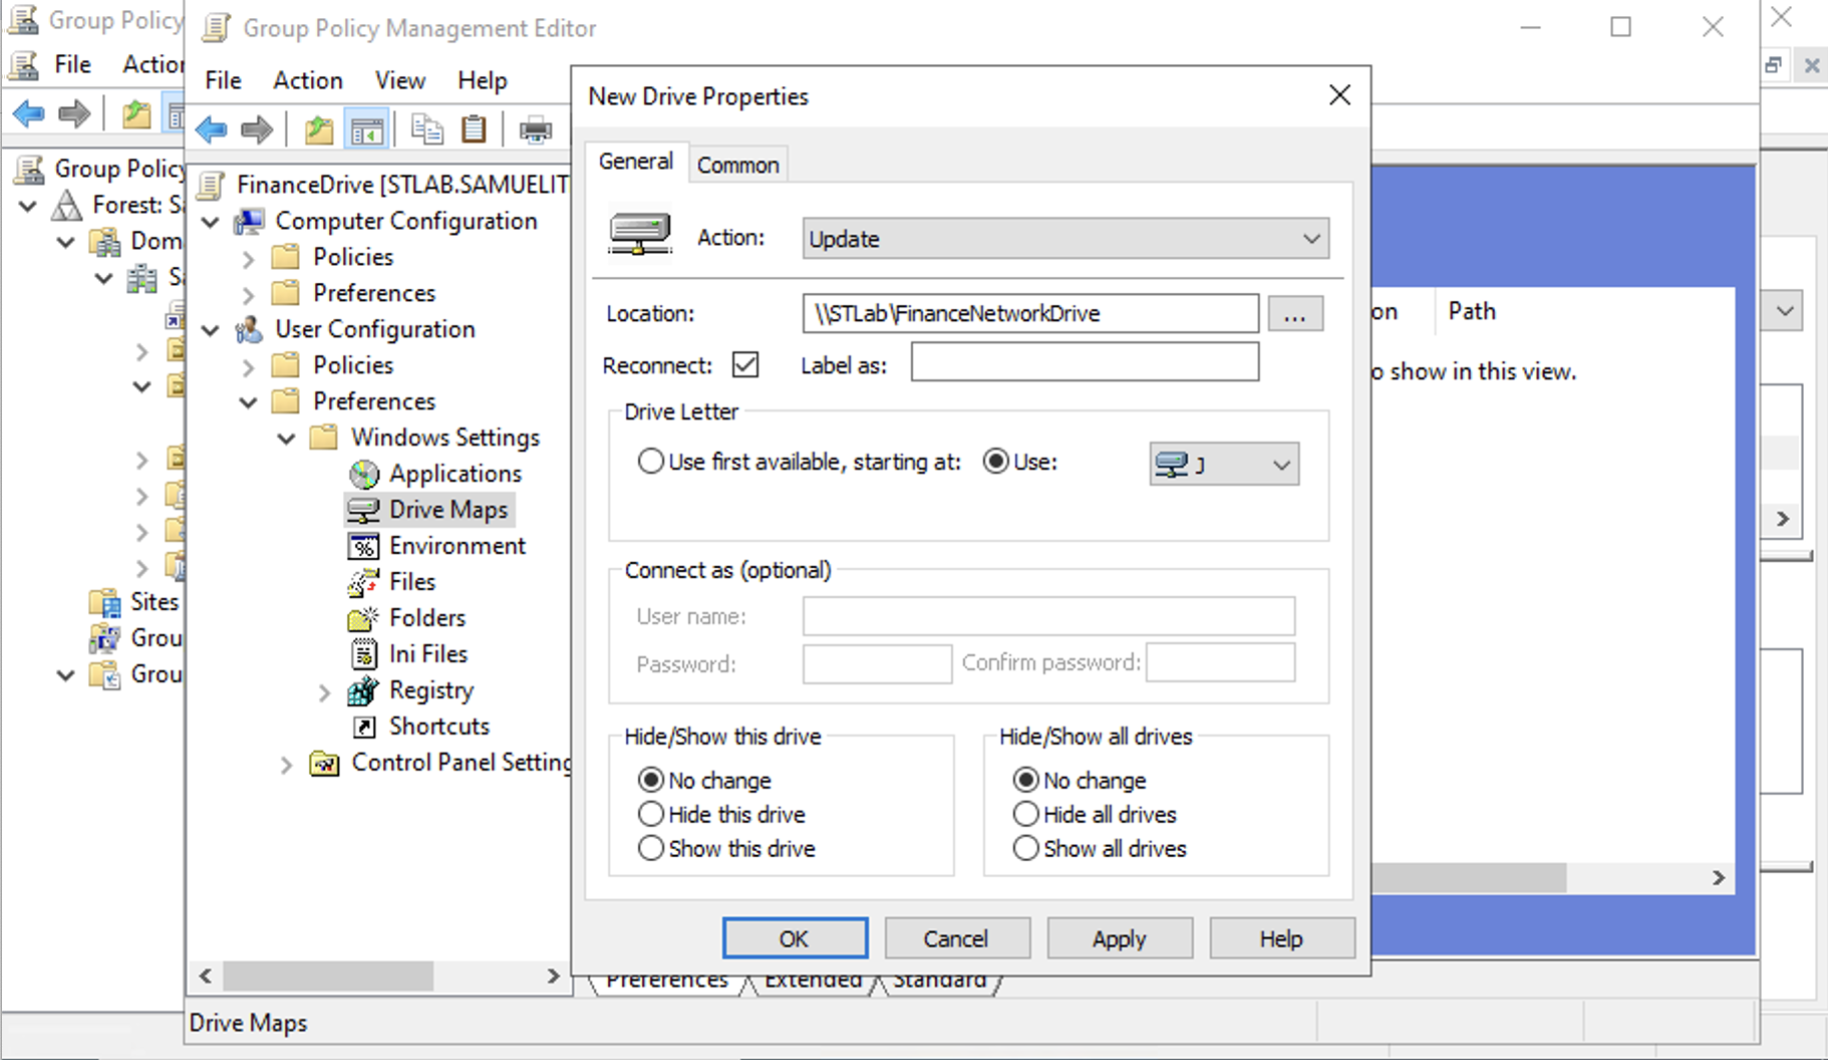 Group Policy
File Action
Group Policy
Forest: Sa
Dom
Sa
Sites
Grou
Grou
Group Policy Management Editor
File Action View Help
FinanceDrive [STLAB.SAMUELIT
Computer Configuration
Policies
Preferences
User Configuration
Policies
Preferences
Windows Settings
Applications
Drive Maps
Environment
Files
Folders
Ini Files
Registry
Shortcuts
Control Panel Setting
New Drive Properties
General Common
Action: Update
Location: \\STLab\FinanceNetworkDrive ...
Reconnect: Label as:
Drive Letter
Use first available, starting at: Use: J
Connect as (optional)
User name:
Password: Confirm password:
Hide/Show this drive
No change
Hide this drive
Show this drive
Hide/Show all drives
No change
Hide all drives
Show all drives
OK Cancel Apply Help
on Path
o show in this view.
Preferences Extended Standard
Drive Maps